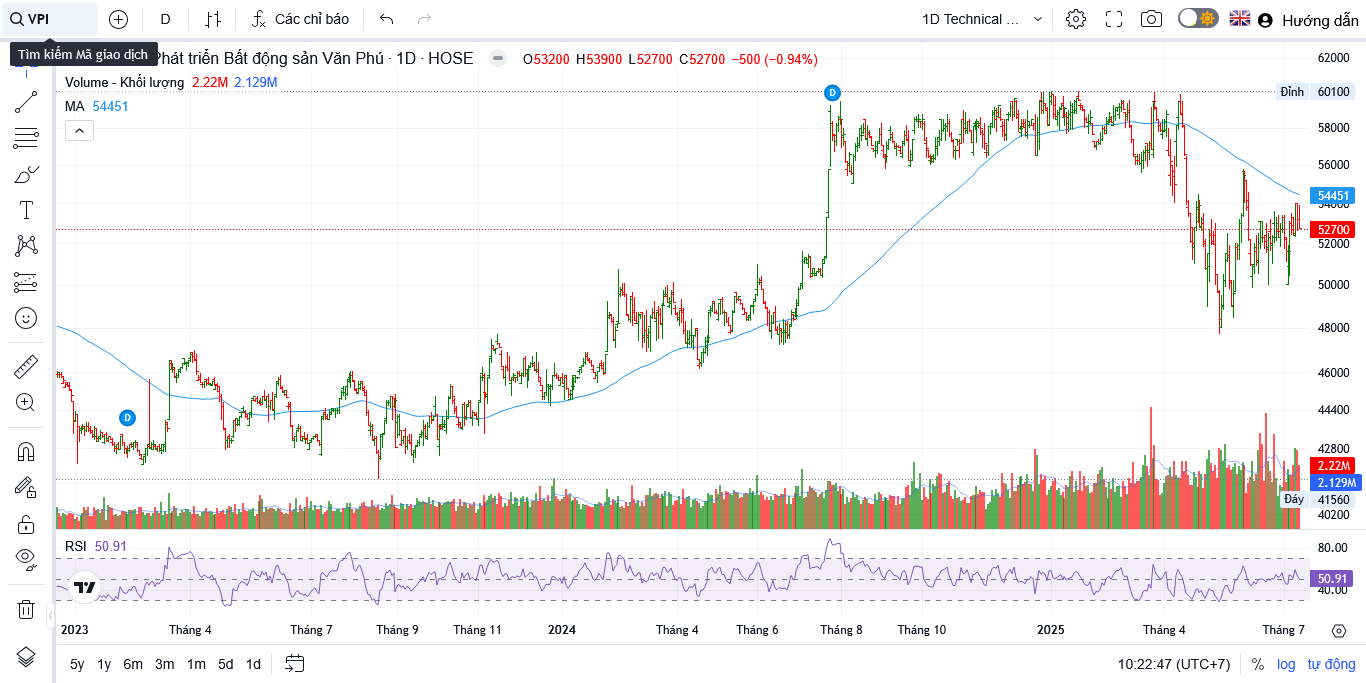 VPI D Các chỉ báo 1D Technical ... Hướng dẫn
Tìm kiếm Mã giao dịch
Phát triển Bất động sản Văn Phú · 1D · HOSE O53200 H53900 L52700 C52700 −500 (−0.94%)
Volume - Khối lượng 2.22M 2.129M
MA 54451
D
D
62000
Đỉnh 60100
58000
56000
54451
54000
52700
52000
50000
48000
46000
44400
42800
2.22M
2.129M
Đáy 41560
40200
RSI 50.91
80.00
50.91
40.00
2023 Tháng 4 Tháng 7 Tháng 9 Tháng 11 2024 Tháng 4 Tháng 6 Tháng 8 Tháng 10 2025 Tháng 4 Tháng 7
5y 1y 6m 3m 1m 5d 1d 10:22:47 (UTC+7) % log tự động